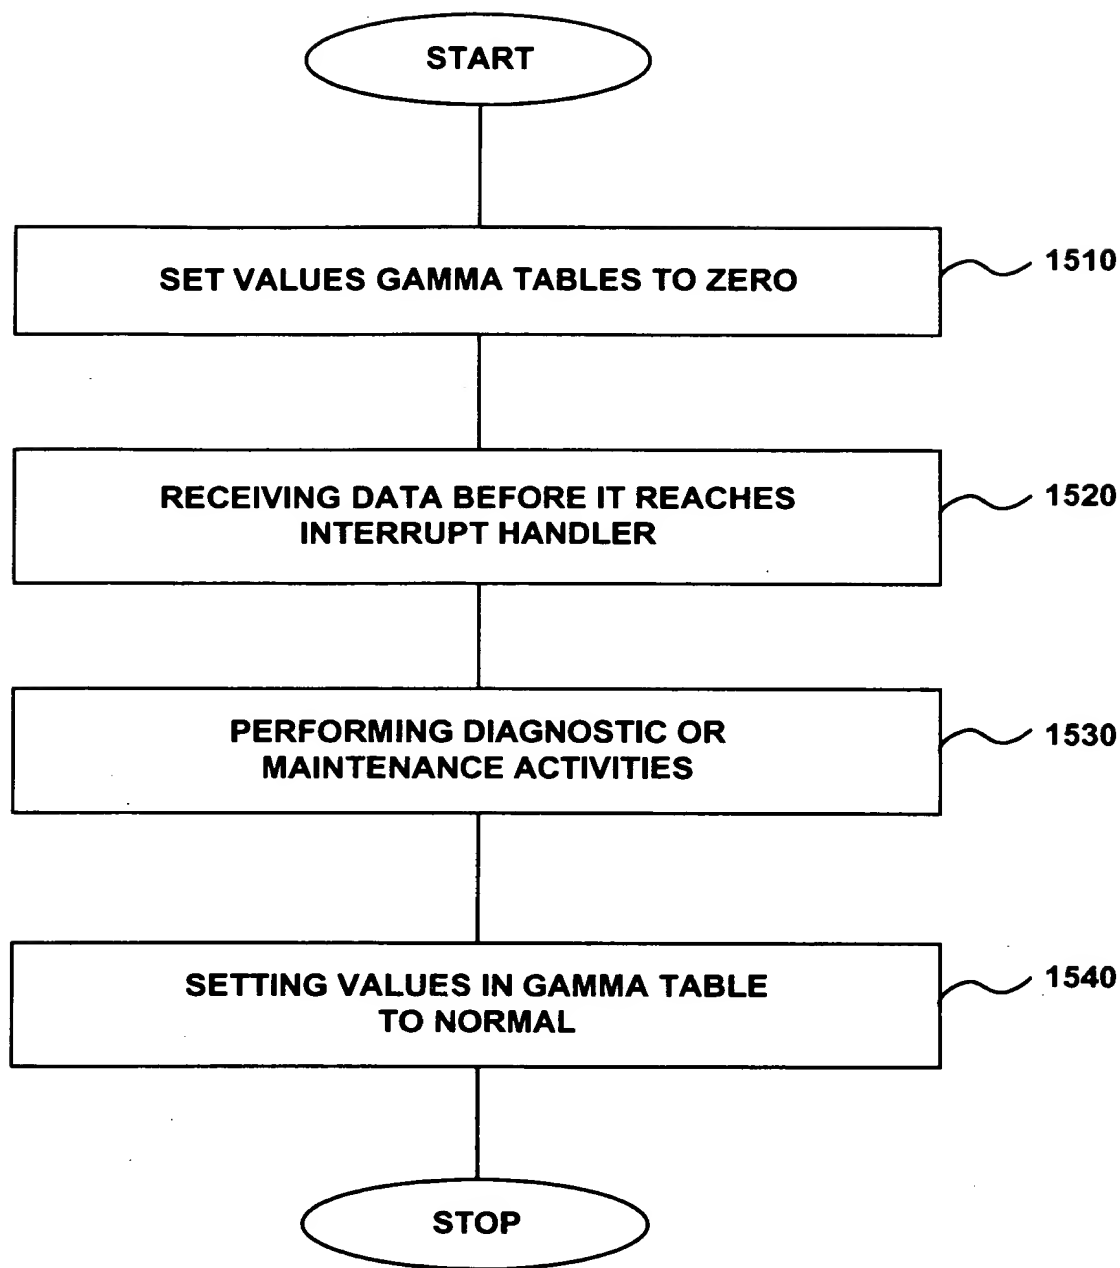 START
SET VALUES GAMMA TABLES TO ZERO
1510
RECEIVING DATA BEFORE IT REACHES
INTERRUPT HANDLER
1520
PERFORMING DIAGNOSTIC OR
MAINTENANCE ACTIVITIES
1530
SETTING VALUES IN GAMMA TABLE
TO NORMAL
1540
STOP